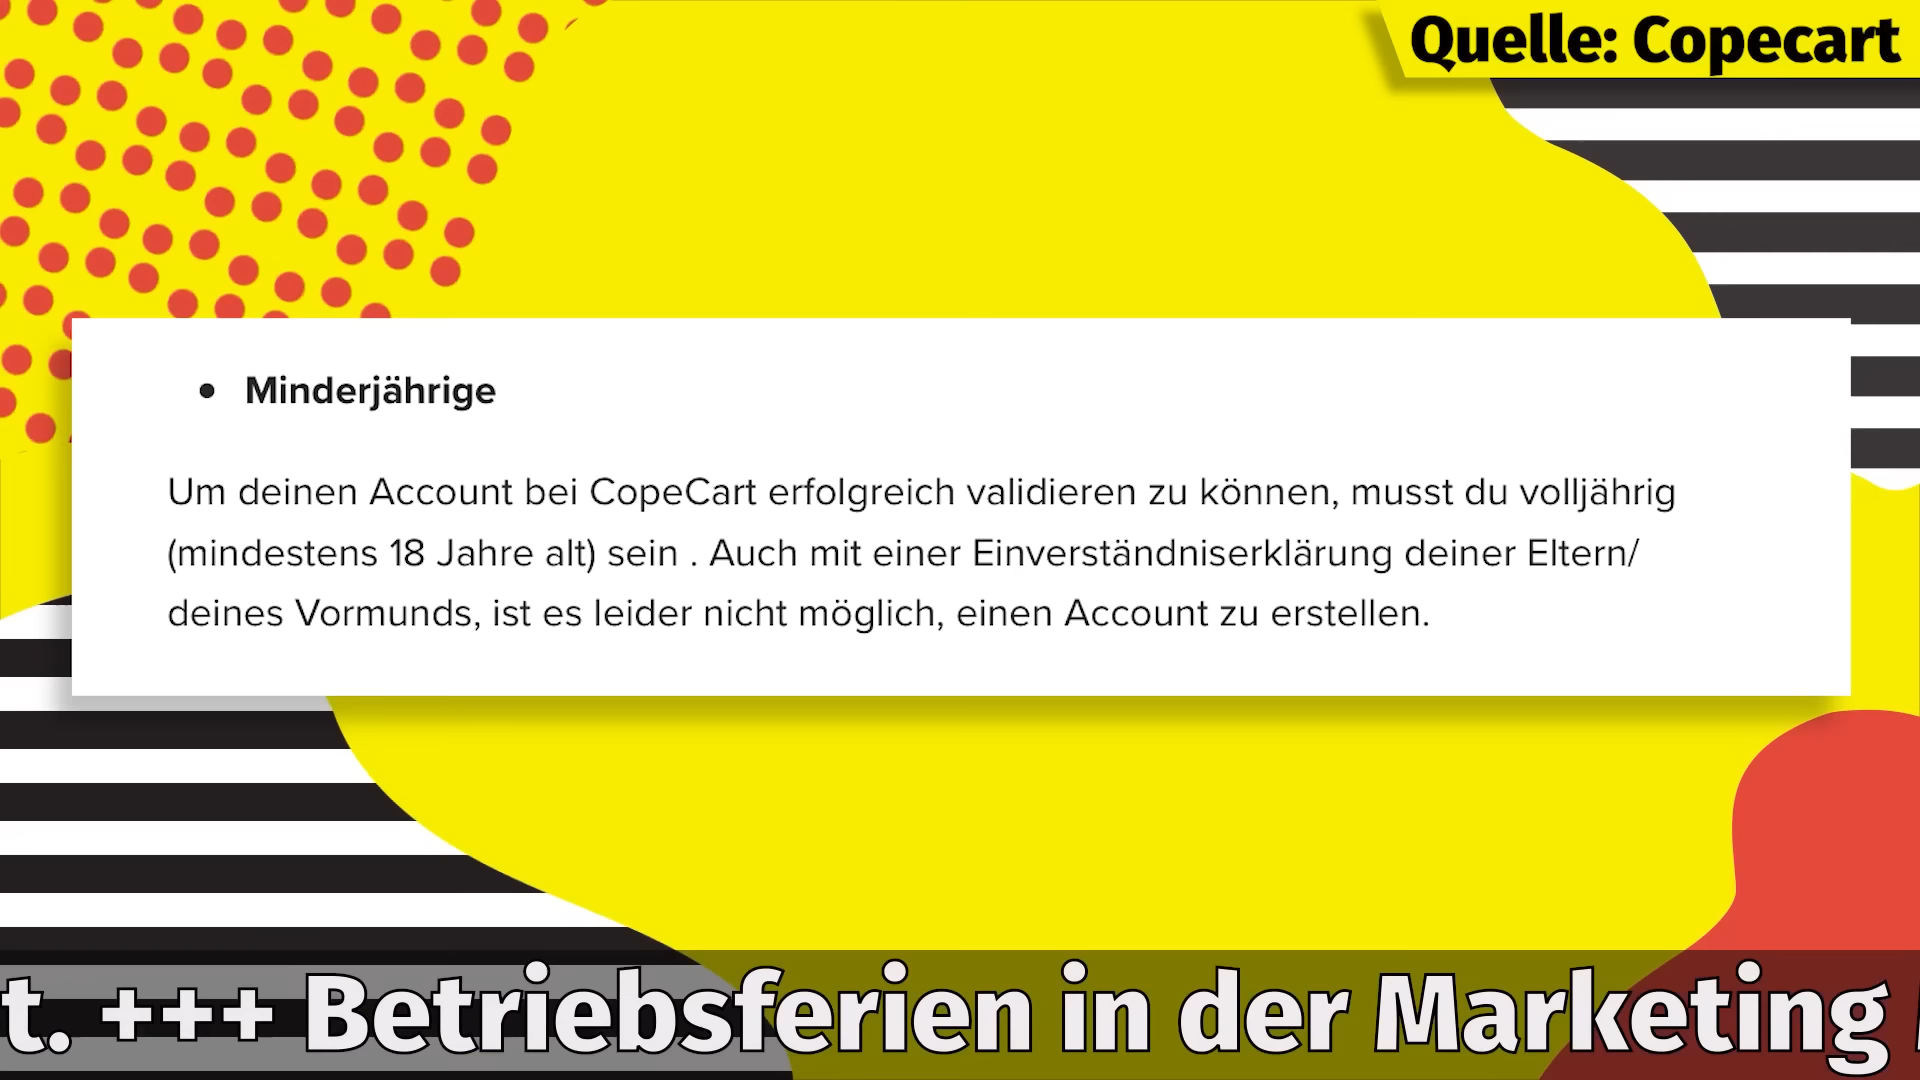 Quelle: Copecart
• Minderjährige
Um deinen Account bei CopeCart erfolgreich validieren zu können, musst du volljährig
(mindestens 18 Jahre alt) sein . Auch mit einer Einverständniserklärung deiner Eltern/
deines Vormunds, ist es leider nicht möglich, einen Account zu erstellen.
t. +++ Betriebsferien in der Marketing